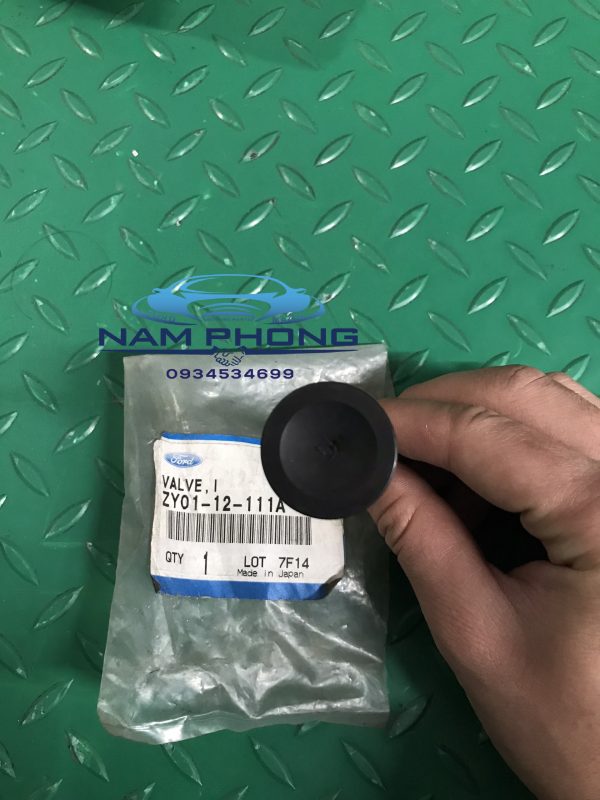 NAM PHONG
0934534699
Ford
VALVE, I
ZY01-12-111A
QTY 1 LOT 7F14
Made in Japan